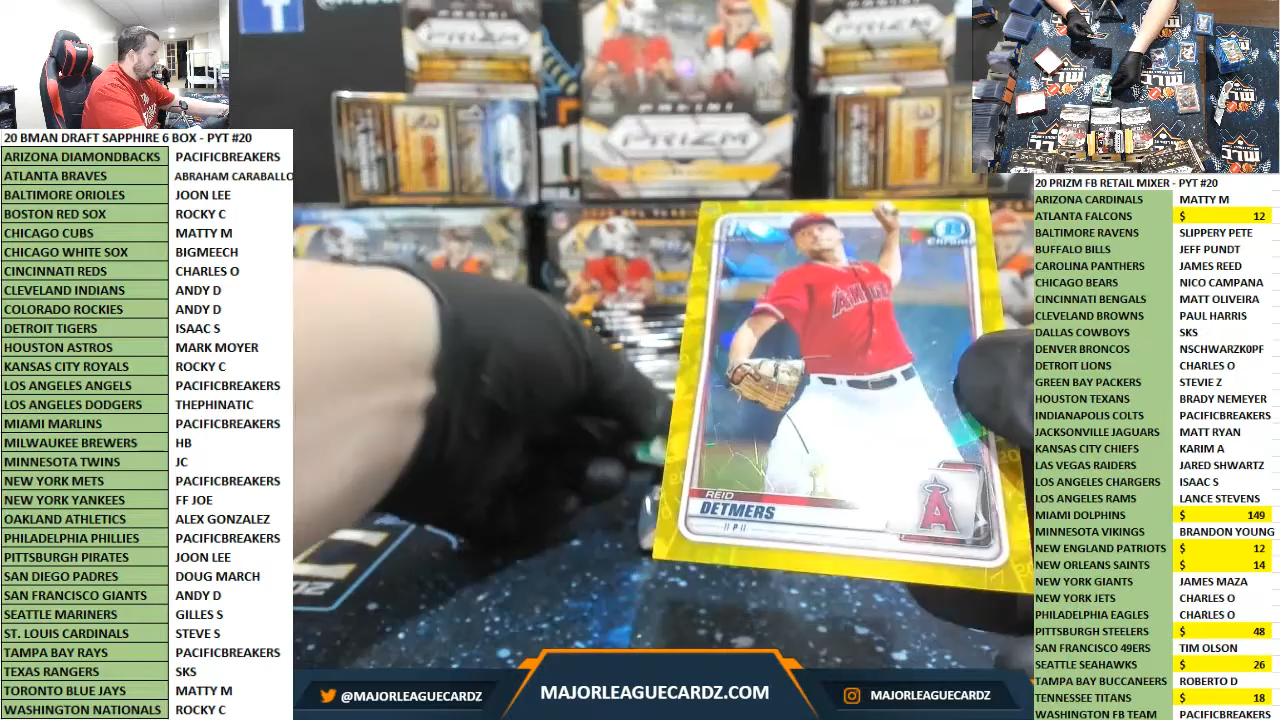 20 BMAN DRAFT SAPPHIRE 6 BOX - PYT #20
ARIZONA DIAMONDBACKS PACIFICBREAKERS
ATLANTA BRAVES ABRAHAM CARABALLO
BALTIMORE ORIOLES JOON LEE
BOSTON RED SOX ROCKY C
CHICAGO CUBS MATTY M
CHICAGO WHITE SOX BIGMEECH
CINCINNATI REDS CHARLES O
CLEVELAND INDIANS ANDY D
COLORADO ROCKIES ANDY D
DETROIT TIGERS ISAAC S
HOUSTON ASTROS MARK MOYER
KANSAS CITY ROYALS ROCKY C
LOS ANGELES ANGELS PACIFICBREAKERS
LOS ANGELES DODGERS THEPHINATIC
MIAMI MARLINS PACIFICBREAKERS
MILWAUKEE BREWERS HB
MINNESOTA TWINS JC
NEW YORK METS PACIFICBREAKERS
NEW YORK YANKEES FF JOE
OAKLAND ATHLETICS ALEX GONZALEZ
PHILADELPHIA PHILLIES PACIFICBREAKERS
PITTSBURGH PIRATES JOON LEE
SAN DIEGO PADRES DOUG MARCH
SAN FRANCISCO GIANTS ANDY D
SEATTLE MARINERS GILLES S
ST. LOUIS CARDINALS STEVE S
TAMPA BAY RAYS PACIFICBREAKERS
TEXAS RANGERS SKS
TORONTO BLUE JAYS MATTY M
WASHINGTON NATIONALS ROCKY C
PRIZM
PRIZM
PANINI
PRIZM
Chrome
REID
DETMERS
P
A
@MAJORLEAGUECARDZ
MAJORLEAGUECARDZ.COM
MAJORLEAGUECARDZ
20 PRIZM FB RETAIL MIXER - PYT #20
ARIZONA CARDINALS MATTY M
ATLANTA FALCONS $ 12
BALTIMORE RAVENS SLIPPERY PETE
BUFFALO BILLS JEFF PUNDT
CAROLINA PANTHERS JAMES REED
CHICAGO BEARS NICO CAMPANA
CINCINNATI BENGALS MATT OLIVEIRA
CLEVELAND BROWNS PAUL HARRIS
DALLAS COWBOYS SKS
DENVER BRONCOS NSCHWARZK0PF
DETROIT LIONS CHARLES O
GREEN BAY PACKERS STEVIE Z
HOUSTON TEXANS BRADY NEMEYER
INDIANAPOLIS COLTS PACIFICBREAKERS
JACKSONVILLE JAGUARS MATT RYAN
KANSAS CITY CHIEFS KARIM A
LAS VEGAS RAIDERS JARED SHWARTZ
LOS ANGELES CHARGERS ISAAC S
LOS ANGELES RAMS LANCE STEVENS
MIAMI DOLPHINS $ 149
MINNESOTA VIKINGS BRANDON YOUNG
NEW ENGLAND PATRIOTS $ 12
NEW ORLEANS SAINTS $ 14
NEW YORK GIANTS JAMES MAZA
NEW YORK JETS CHARLES O
PHILADELPHIA EAGLES CHARLES O
PITTSBURGH STEELERS $ 48
SAN FRANCISCO 49ERS TIM OLSON
SEATTLE SEAHAWKS $ 26
TAMPA BAY BUCCANEERS ROBERTO D
TENNESSEE TITANS $ 18
WASHINGTON FB TEAM PACIFICBREAKERS